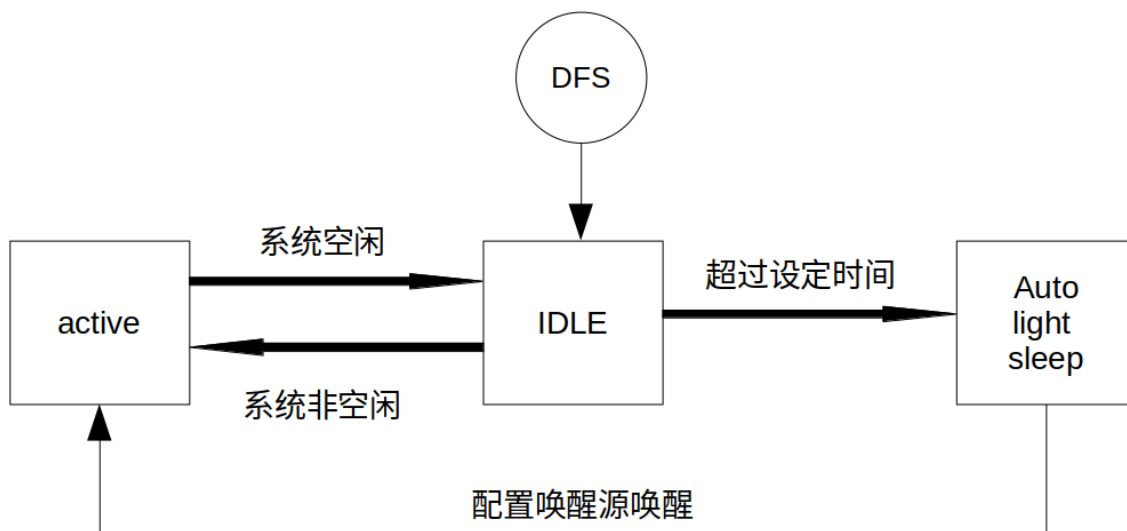 DFS
系统空闲
超过设定时间
active
IDLE
Auto
light
sleep
系统非空闲
配置唤醒源唤醒